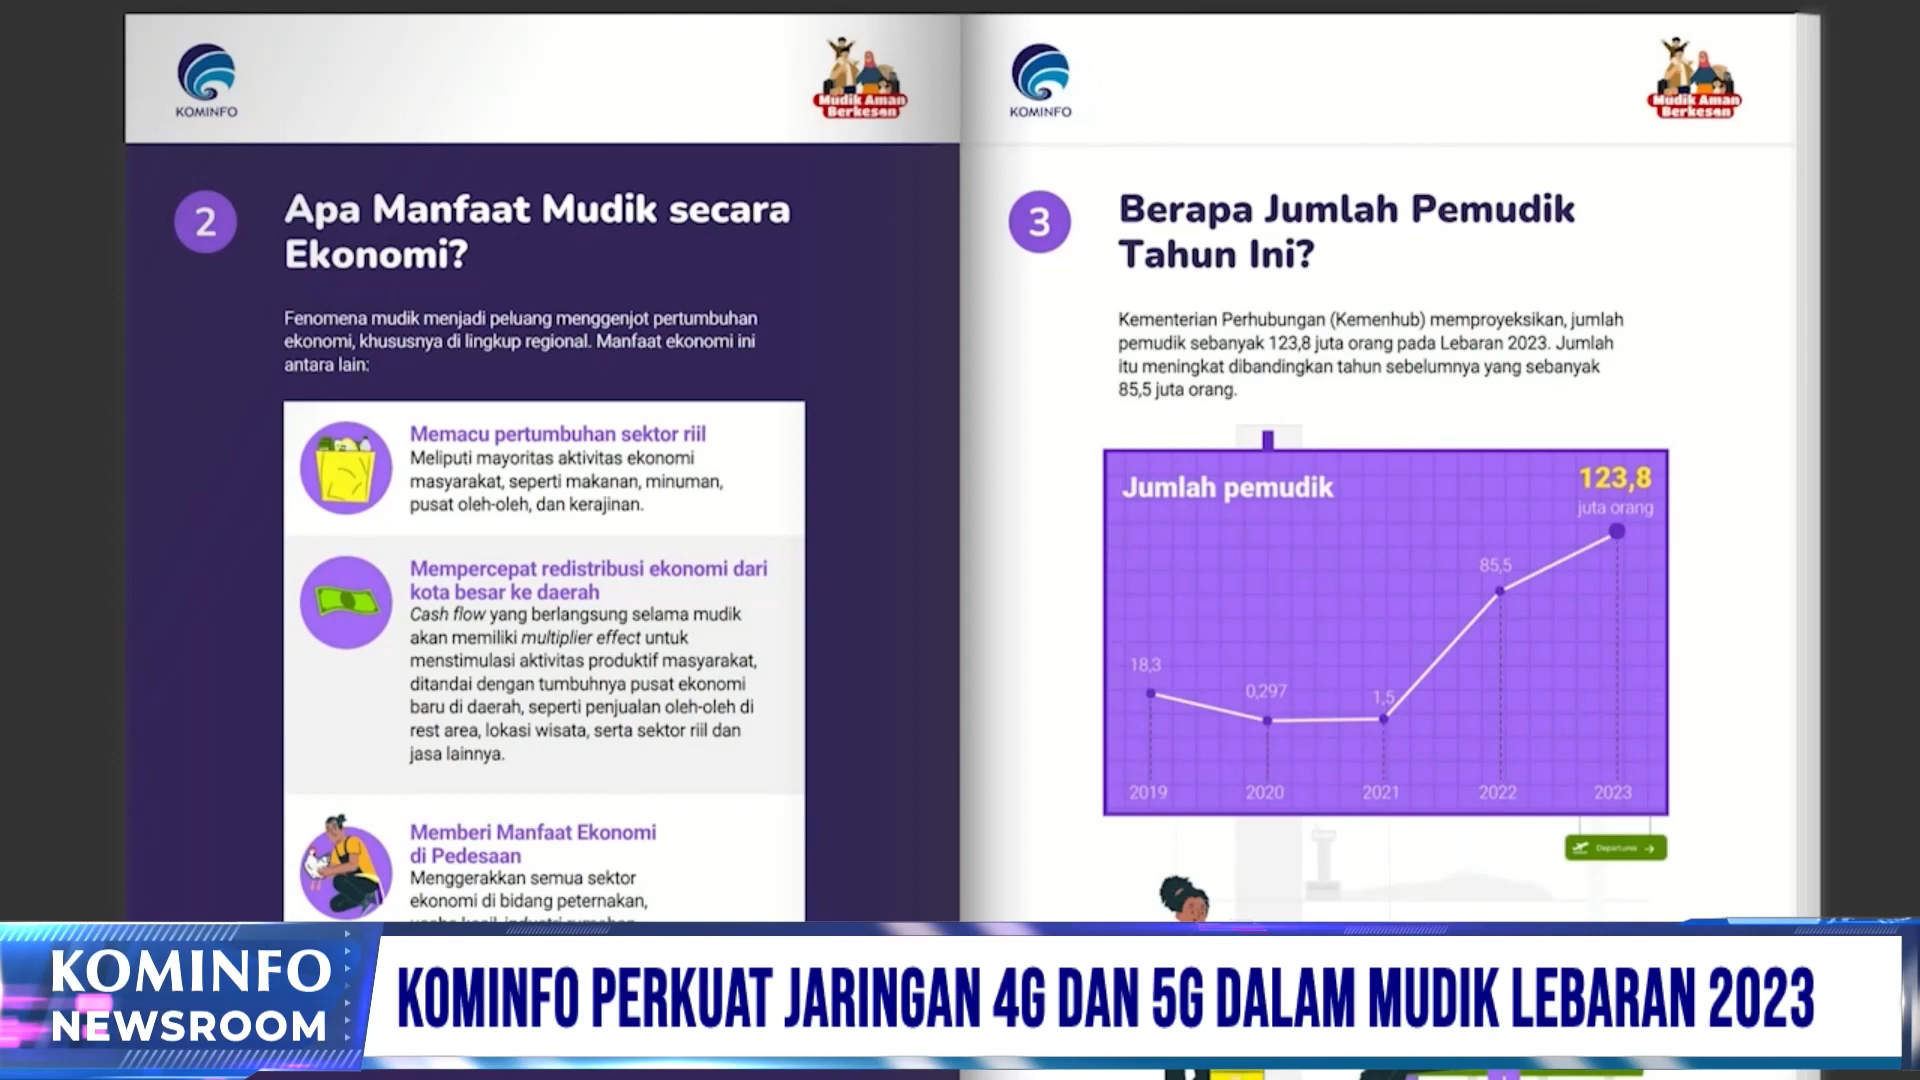 KOMINFO
Mudik Aman
Berkesan
2
Apa Manfaat Mudik secara
Ekonomi?
Fenomena mudik menjadi peluang menggenjot pertumbuhan
ekonomi, khususnya di lingkup regional. Manfaat ekonomi ini
antara lain:
Memacu pertumbuhan sektor riil
Meliputi mayoritas aktivitas ekonomi
masyarakat, seperti makanan, minuman,
pusat oleh-oleh, dan kerajinan.
Mempercepat redistribusi ekonomi dari
kota besar ke daerah
Cash flow yang berlangsung selama mudik
akan memiliki multiplier effect untuk
menstimulasi aktivitas produktif masyarakat,
ditandai dengan tumbuhnya pusat ekonomi
baru di daerah, seperti penjualan oleh-oleh di
rest area, lokasi wisata, serta sektor riil dan
jasa lainnya.
Memberi Manfaat Ekonomi
di Pedesaan
Menggerakkan semua sektor
ekonomi di bidang peternakan,
KOMINFO
Mudik Aman
Berkesan
3
Berapa Jumlah Pemudik
Tahun Ini?
Kementerian Perhubungan (Kemenhub) memproyeksikan, jumlah
pemudik sebanyak 123,8 juta orang pada Lebaran 2023. Jumlah
itu meningkat dibandingkan tahun sebelumnya yang sebanyak
85,5 juta orang.
Jumlah pemudik
123,8
juta orang
85,5
18,3
0,297
1,5
2019 2020 2021 2022 2023
Departures
KOMINFO
NEWSROOM
KOMINFO PERKUAT JARINGAN 4G DAN 5G DALAM MUDIK LEBARAN 2023